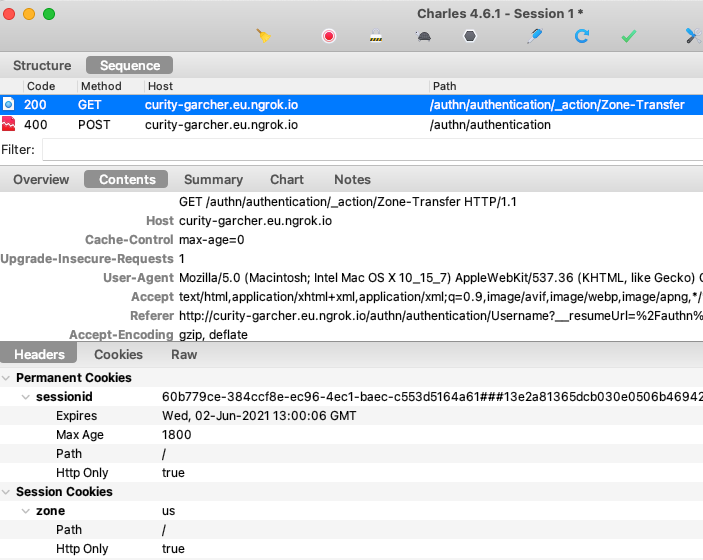 Charles 4.6.1 - Session 1 *
Structure Sequence
Code Method Host Path
200 GET curity-garcher.eu.ngrok.io /authn/authentication/_action/Zone-Transfer
400 POST curity-garcher.eu.ngrok.io /authn/authentication
Filter:
Overview Contents Summary Chart Notes
GET /authn/authentication/_action/Zone-Transfer HTTP/1.1
Host curity-garcher.eu.ngrok.io
Cache-Control max-age=0
Upgrade-Insecure-Requests 1
User-Agent Mozilla/5.0 (Macintosh; Intel Mac OS X 10_15_7) AppleWebKit/537.36 (KHTML, like Gecko) C
Accept text/html,application/xhtml+xml,application/xml;q=0.9,image/avif,image/webp,image/apng,*/
Referer http://curity-garcher.eu.ngrok.io/authn/authentication/Username?__resumeUrl=%2Fauthn%
Accept-Encoding gzip, deflate
Headers Cookies Raw
Permanent Cookies
sessionid 60b779ce-384ccf8e-ec96-4ec1-baec-c553d5164a61###13e2a81365dcb030e0506b46942
Expires Wed, 02-Jun-2021 13:00:06 GMT
Max Age 1800
Path /
Http Only true
Session Cookies
zone us
Path /
Http Only true